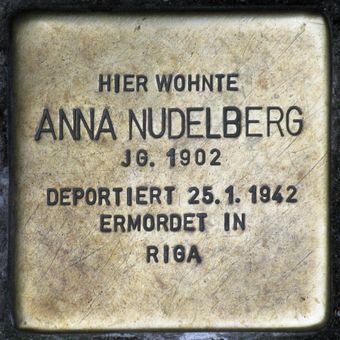 HIER WOHNTE
ANNA NUDELBERG
JG. 1902
DEPORTIERT 25.1.1942
ERMORDET IN
RIGA